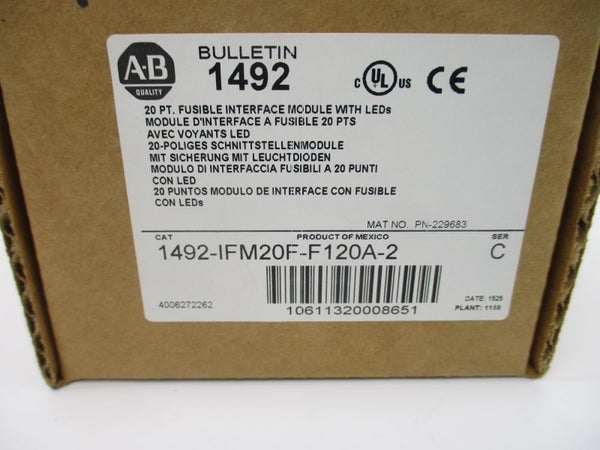 A-B
QUALITY
BULLETIN
1492
C UL US CE
20 PT. FUSIBLE INTERFACE MODULE WITH LEDs
MODULE D'INTERFACE A FUSIBLE 20 PTS
AVEC VOYANTS LED
20-POLIGES SCHNITTSTELLENMODULE
MIT SICHERUNG MIT LEUCHTDIODEN
MODULO DI INTERFACCIA FUSIBILI A 20 PUNTI
CON LED
20 PUNTOS MODULO DE INTERFACE CON FUSIBLE
CON LEDs
MAT NO. PN-229683
CAT PRODUCT OF MEXICO SER
1492-IFM20F-F120A-2 C
4006272262
10611320008651
DATE: 1525
PLANT: 1150